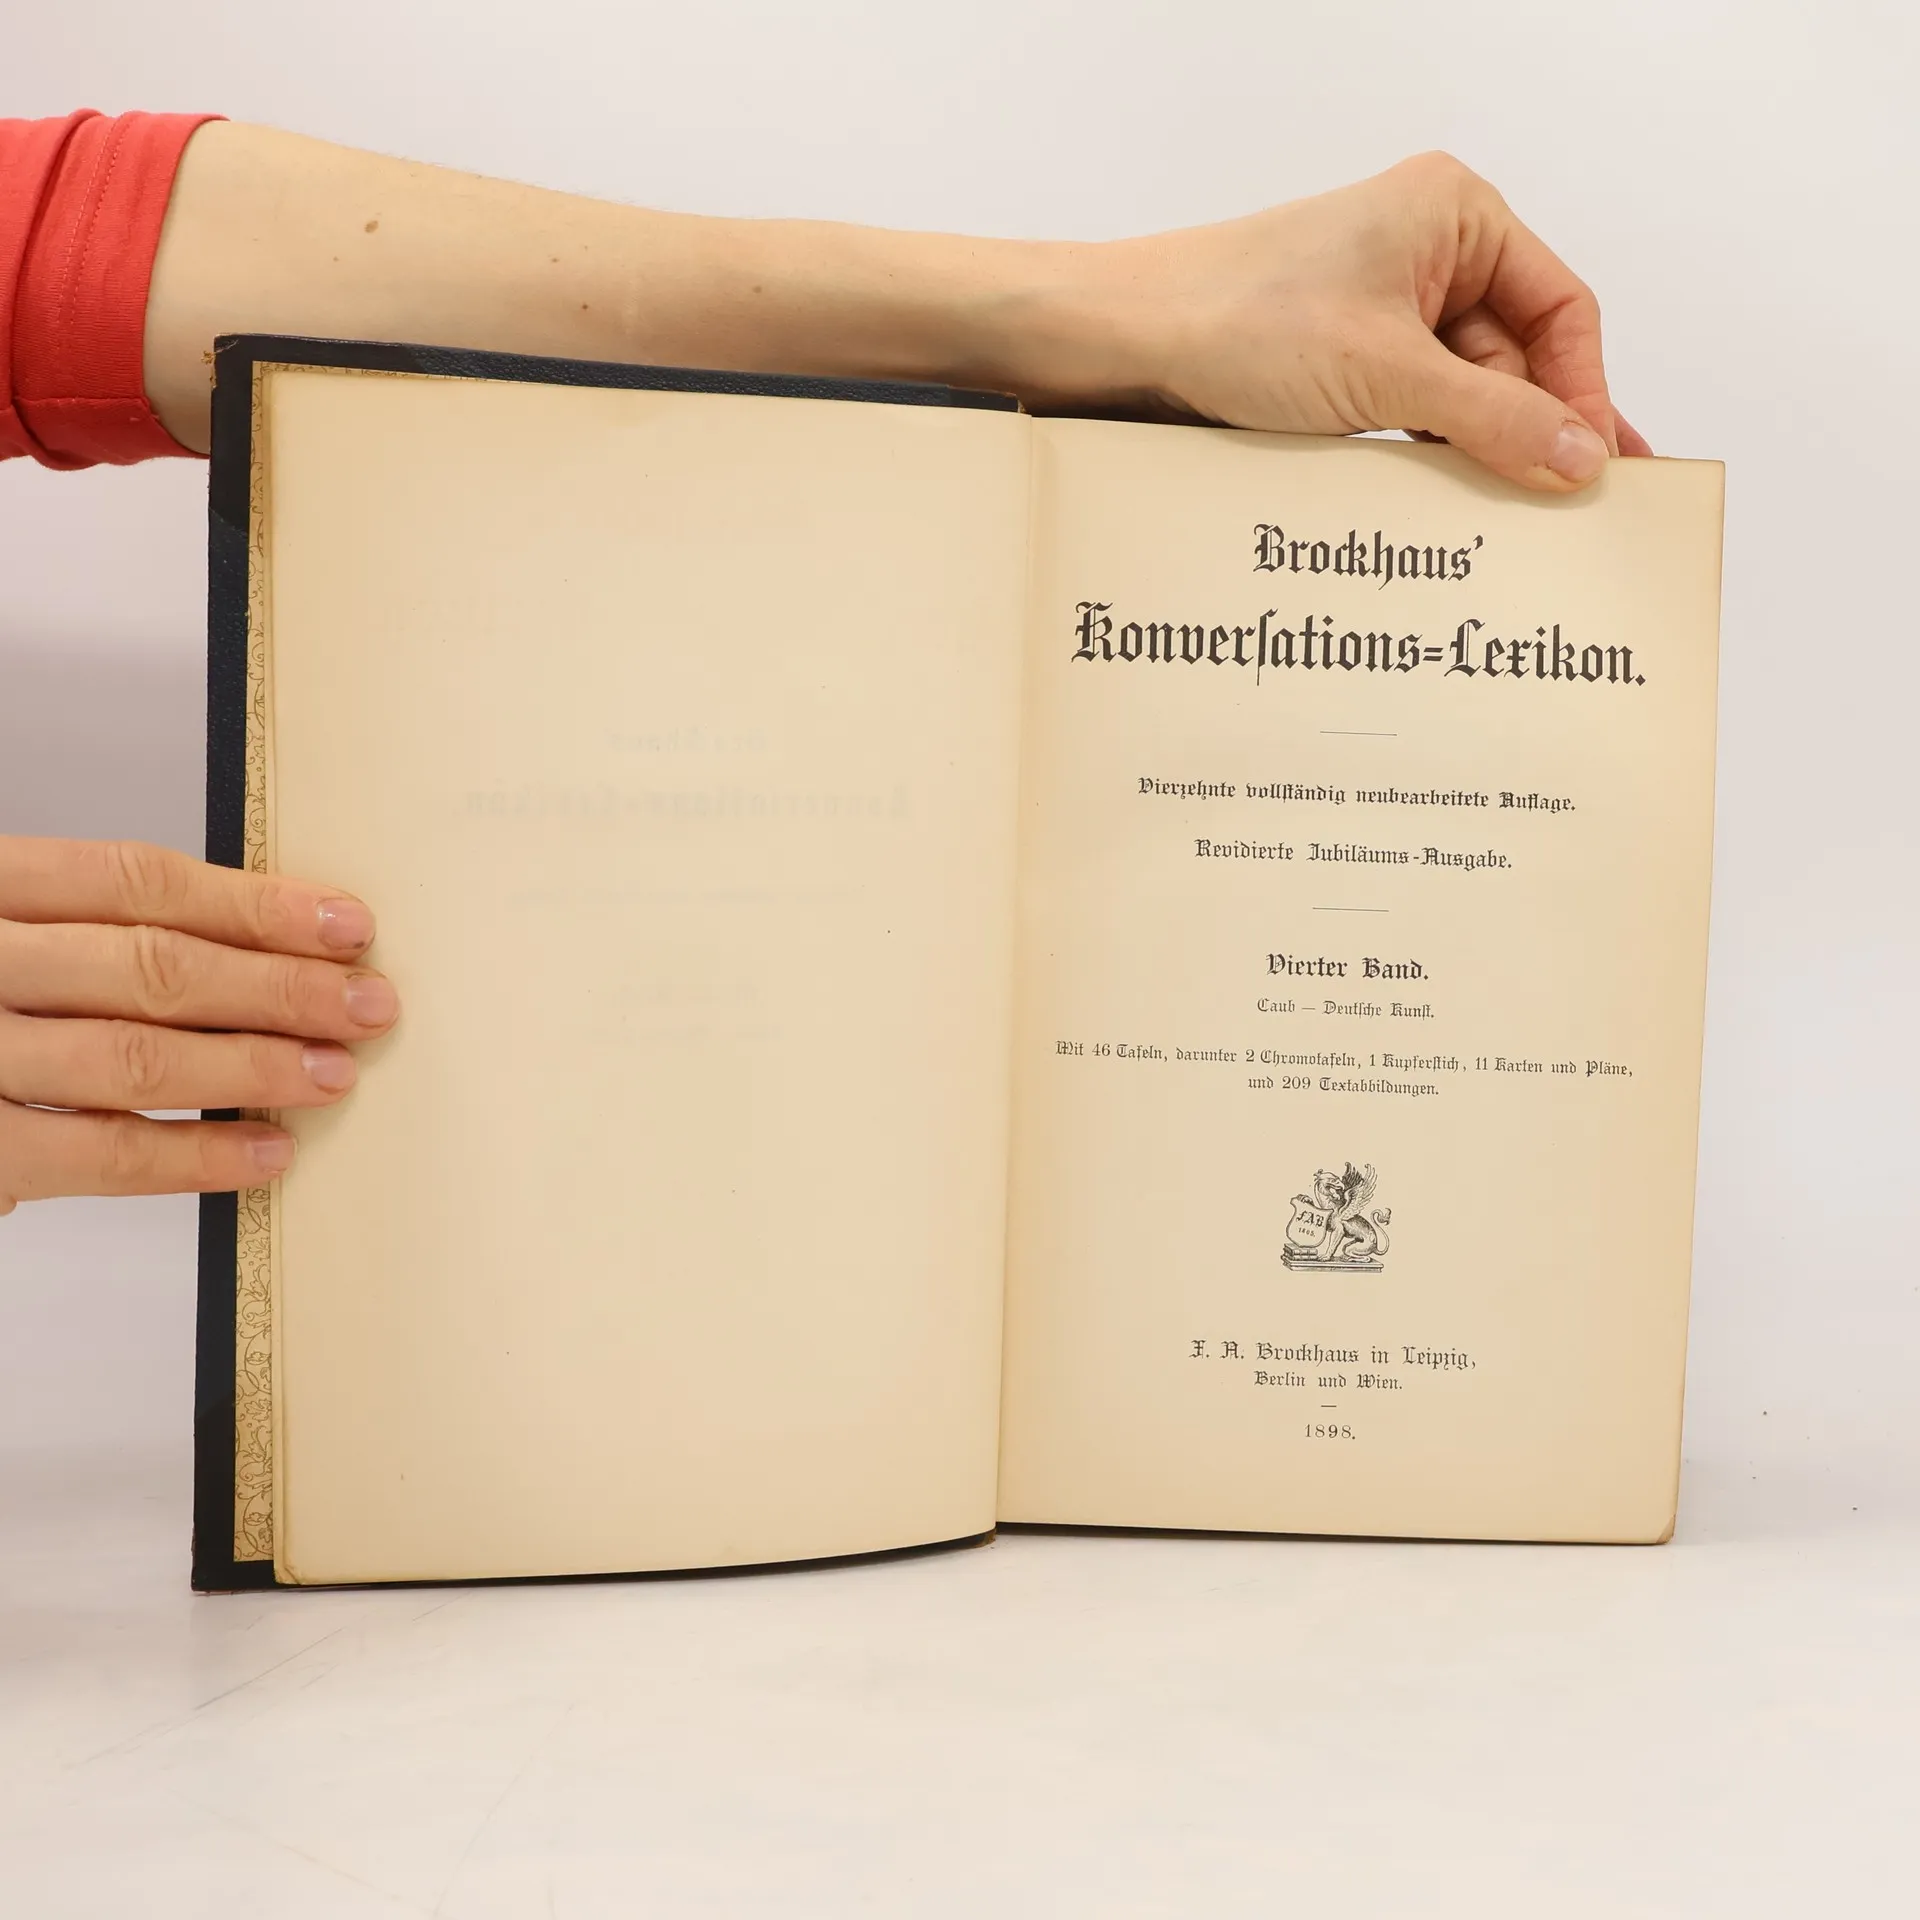 Brockhaus’
Konverſations=Lexikon.
Vierzehnte vollſtändig neubearbeitete Auflage.
Revidierte Jubiläums-Ausgabe.
Vierter Band.
Caub — Deutſche Kunſt.
Mit 46 Tafeln, darunter 2 Chromotafeln, 1 Kupferſtich, 11 Karten und Pläne,
und 209 Textabbildungen.
F.A.B.
1805.
F. A. Brockhaus in Leipzig,
Berlin und Wien.
1898.